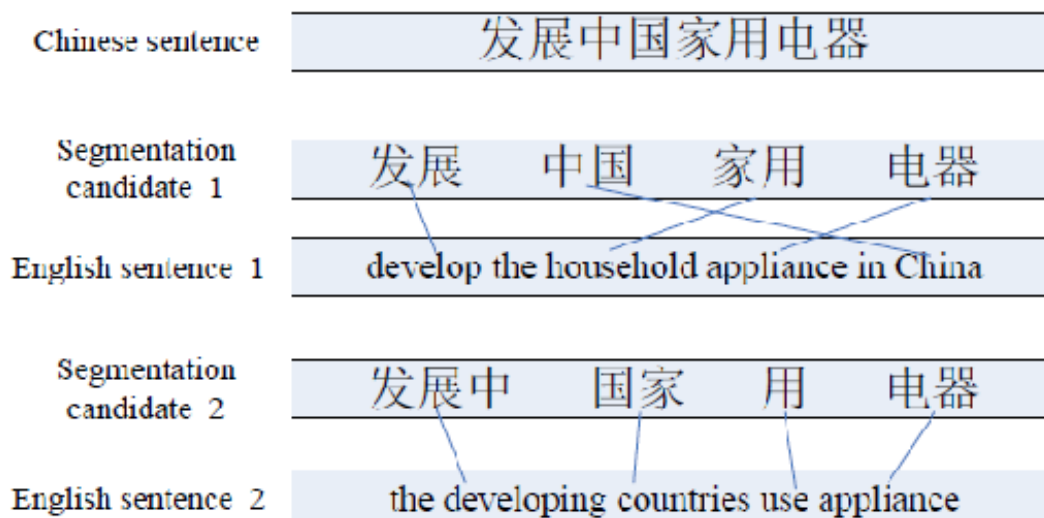 Chinese sentence 发展中国家用电器
Segmentation
candidate 1
发展 中国 家用 电器
English sentence 1 develop the household appliance in China
Segmentation
candidate 2
发展中 国家 用 电器
English sentence 2 the developing countries use appliance